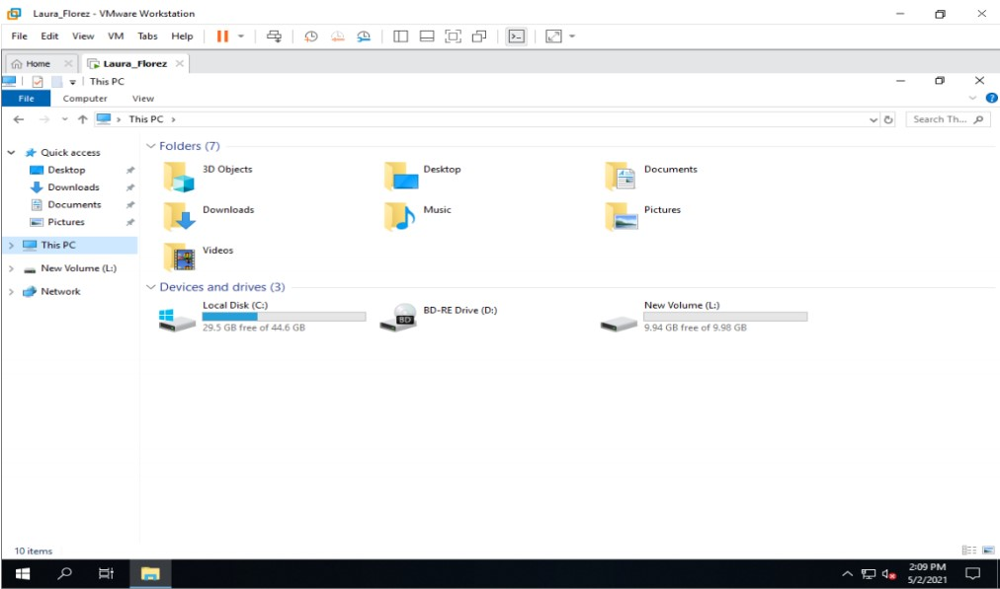 Laura_Florez - VMware Workstation
File Edit View VM Tabs Help
Home Laura_Florez
This PC
File Computer View
This PC
Search Th...
Quick access
Desktop
Downloads
Documents
Pictures
This PC
New Volume (L:)
Network
Folders (7)
3D Objects Desktop Documents
Downloads Music Pictures
Videos
Devices and drives (3)
Local Disk (C:)
29.5 GB free of 44.6 GB
BD
BD-RE Drive (D:)
New Volume (L:)
9.94 GB free of 9.98 GB
10 items
2:09 PM
5/2/2021